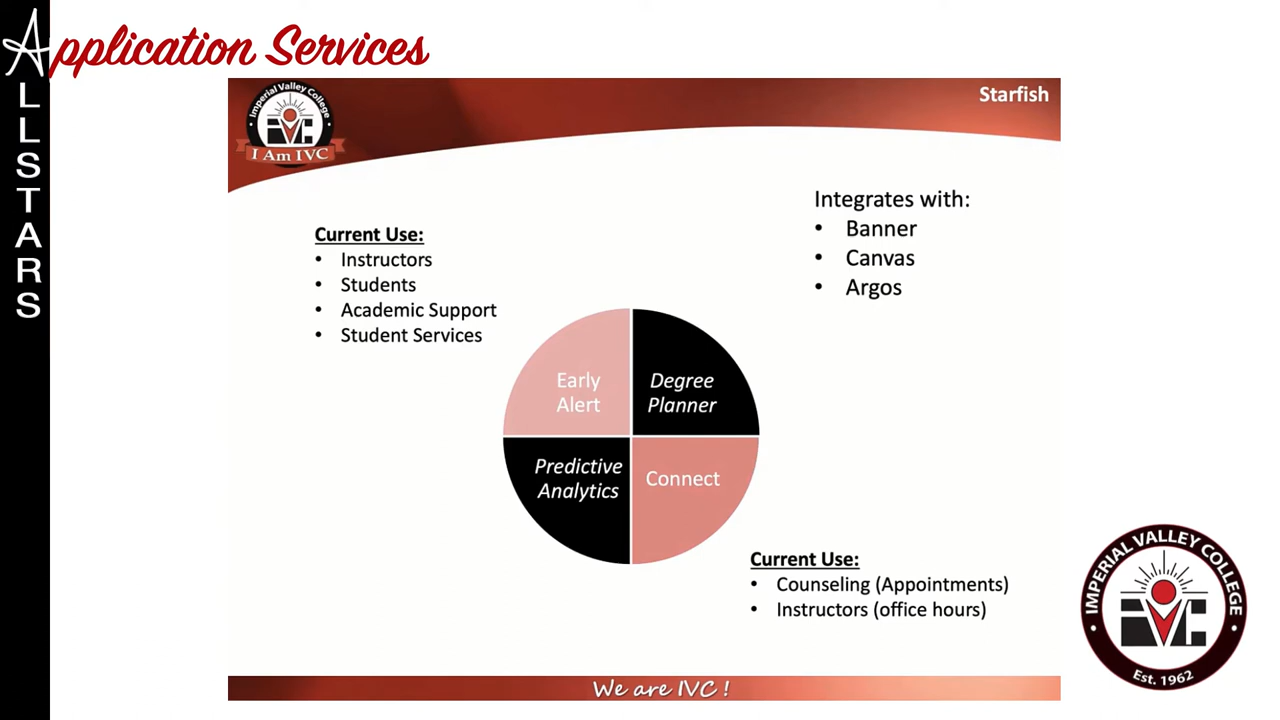 Application Services
ALLSTARS
Imperial Valley College
IVC
I Am IVC
Starfish
Current Use:
• Instructors
• Students
• Academic Support
• Student Services
Integrates with:
• Banner
• Canvas
• Argos
Early
Alert
Degree
Planner
Predictive
Analytics
Connect
Current Use:
• Counseling (Appointments)
• Instructors (office hours)
IMPERIAL VALLEY COLLEGE
IVC
Est. 1962
We are IVC !